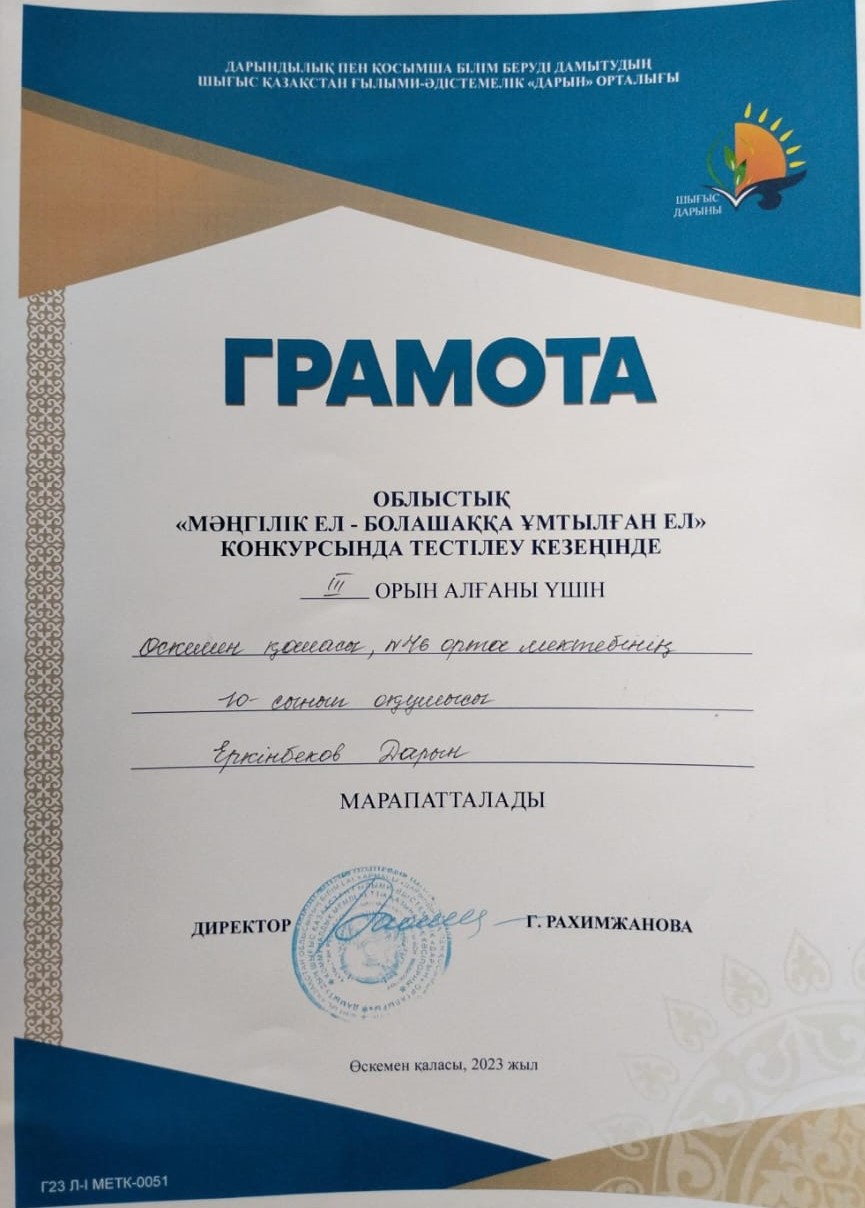 ДАРЫНДЫЛЫҚ ПЕН ҚОСЫМША БІЛІМ БЕРУДІ ДАМЫТУДЫҢ
ШЫҒЫС ҚАЗАҚСТАН ҒЫЛЫМИ-ӘДІСТЕМЕЛІК «ДАРЫН» ОРТАЛЫҒЫ
ШЫҒЫС
ДАРЫНЫ
ГРАМОТА
ОБЛЫСТЫҚ
«МӘҢГІЛІК ЕЛ - БОЛАШАҚҚА ҰМТЫЛҒАН ЕЛ»
КОНКУРСЫНДА ТЕСТІЛЕУ КЕЗЕҢІНДЕ
III ОРЫН АЛҒАНЫ ҮШІН
Өскемен қаласы, №46 орта мектебінің
10- сынып оқушысы
Еркінбеков Дарын
МАРАПАТТАЛАДЫ
ДИРЕКТОР Г. РАХИМЖАНОВА
Өскемен қаласы, 2023 жыл
Г23 Л-І МЕТК-0051